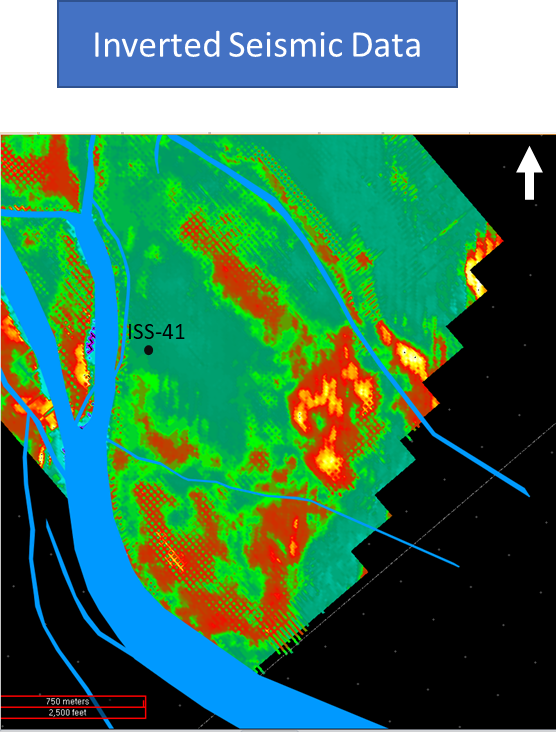 Inverted Seismic Data
ISS-41
750 meters
2,500 feet